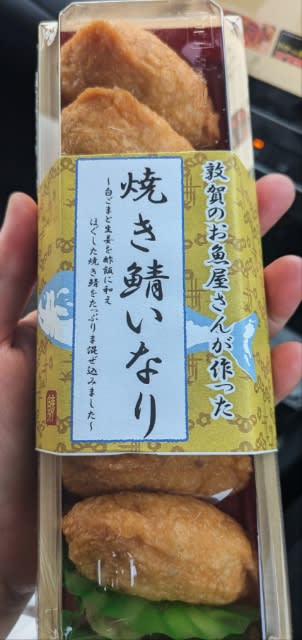 敦賀のお魚屋さんが作った
焼き鯖いなり
～白ごまと生姜を酢飯に和え
ほぐした焼き鯖をたっぷりま混ぜ込みました～